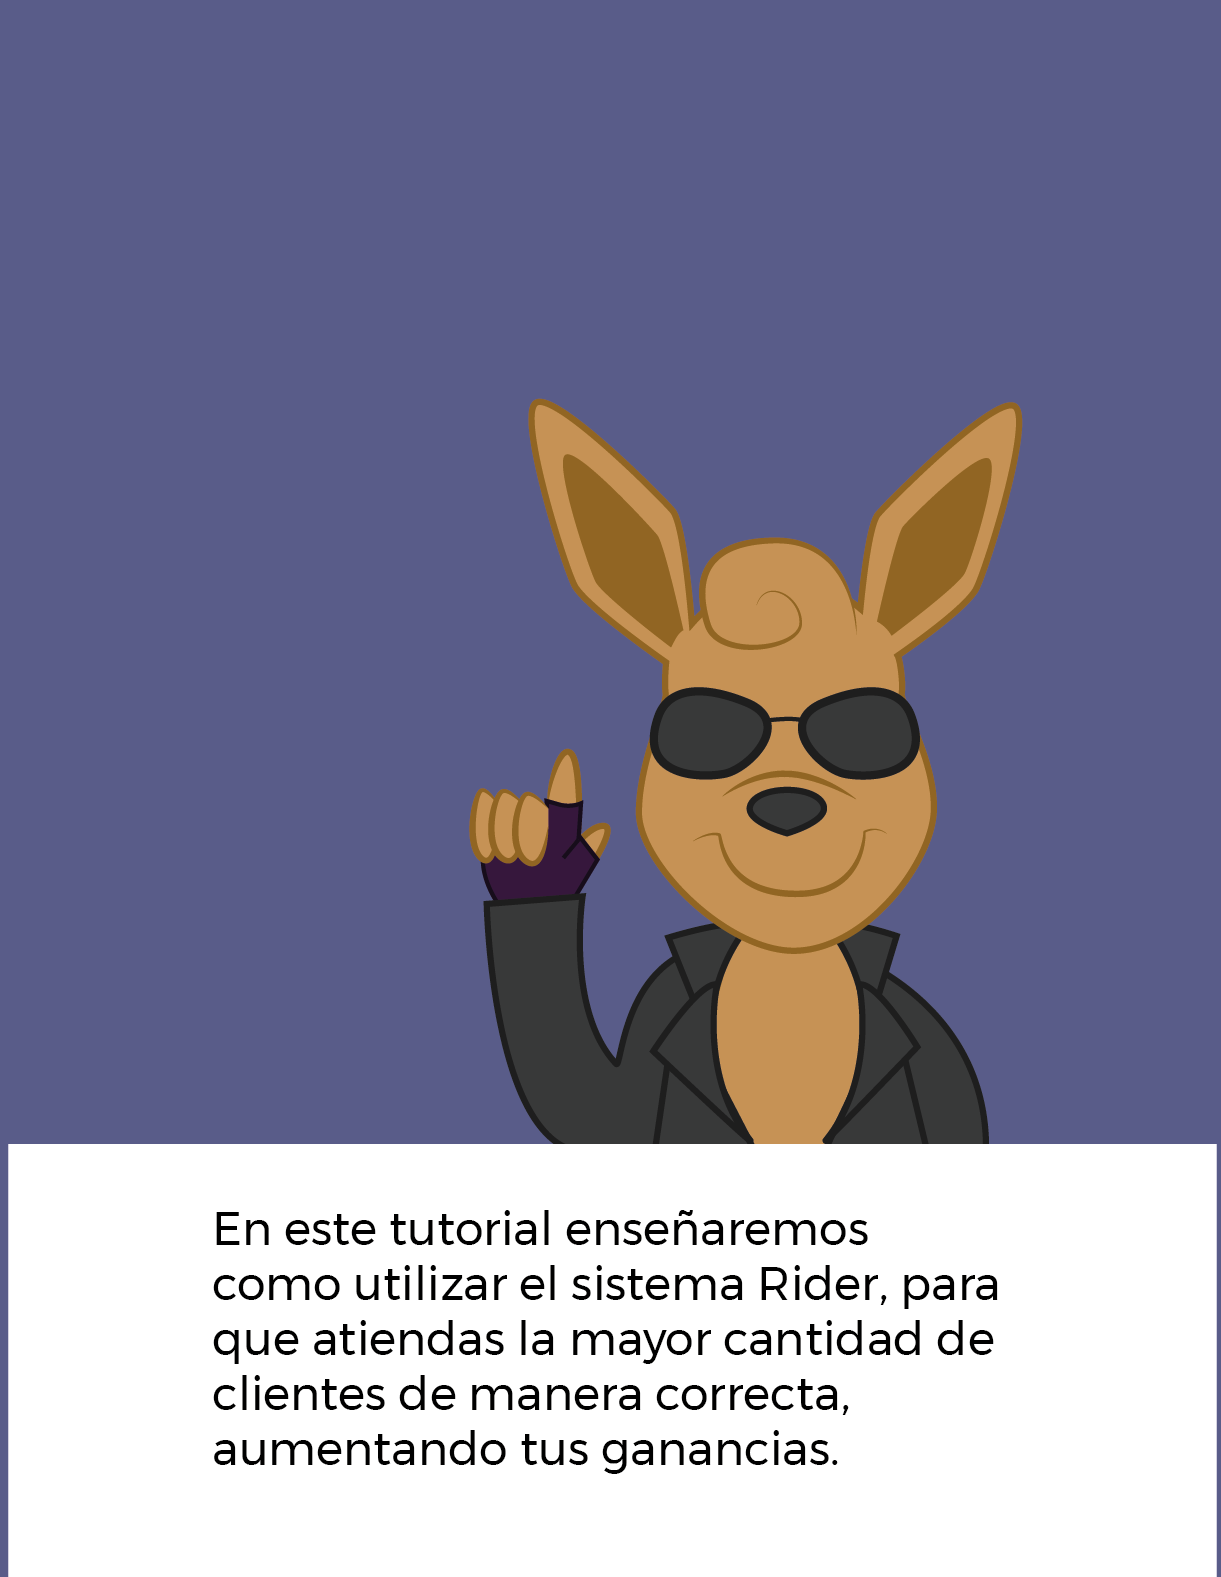 En este tutorial enseñaremos
como utilizar el sistema Rider, para
que atiendas la mayor cantidad de
clientes de manera correcta,
aumentando tus ganancias.